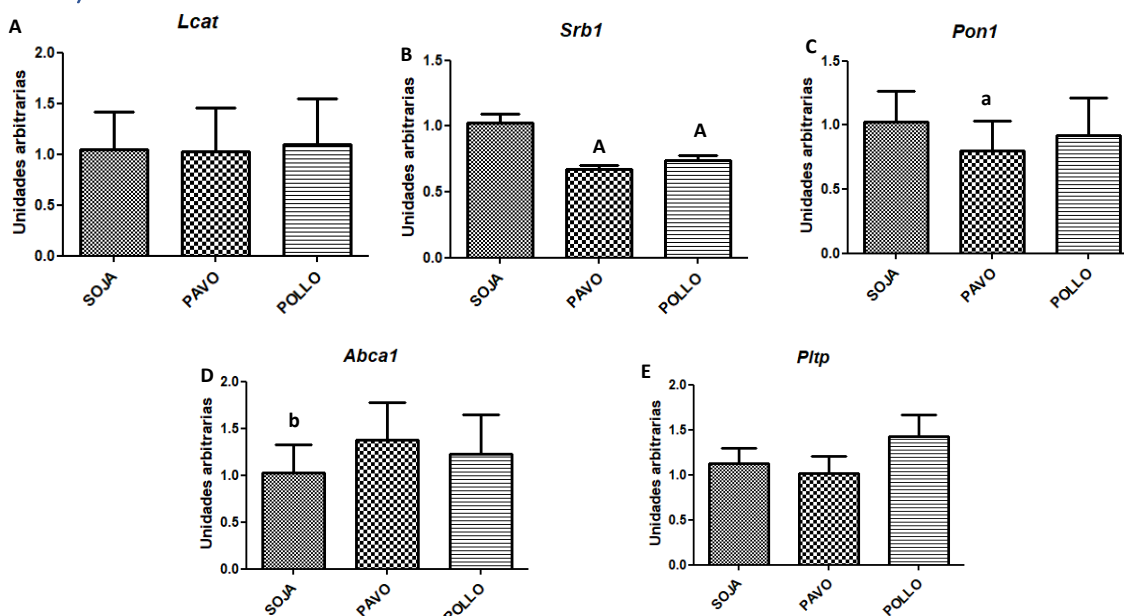 A
Lcat
Unidades arbitrarias
2.0
1.5
1.0
0.5
0.0
SOJA
PAVO
POLLO
B
Srb1
Unidades arbitrarias
1.5
1.0
0.5
0.0
A
A
SOJA
PAVO
POLLO
C
Pon1
Unidades arbitrarias
1.5
1.0
0.5
0.0
a
SOJA
PAVO
POLLO
D
Abca1
Unidades arbitrarias
2.0
1.5
1.0
0.5
0.0
b
SOJA
PAVO
POLLO
E
Pltp
Unidades arbitrarias
2.0
1.5
1.0
0.5
0.0
SOJA
PAVO
POLLO